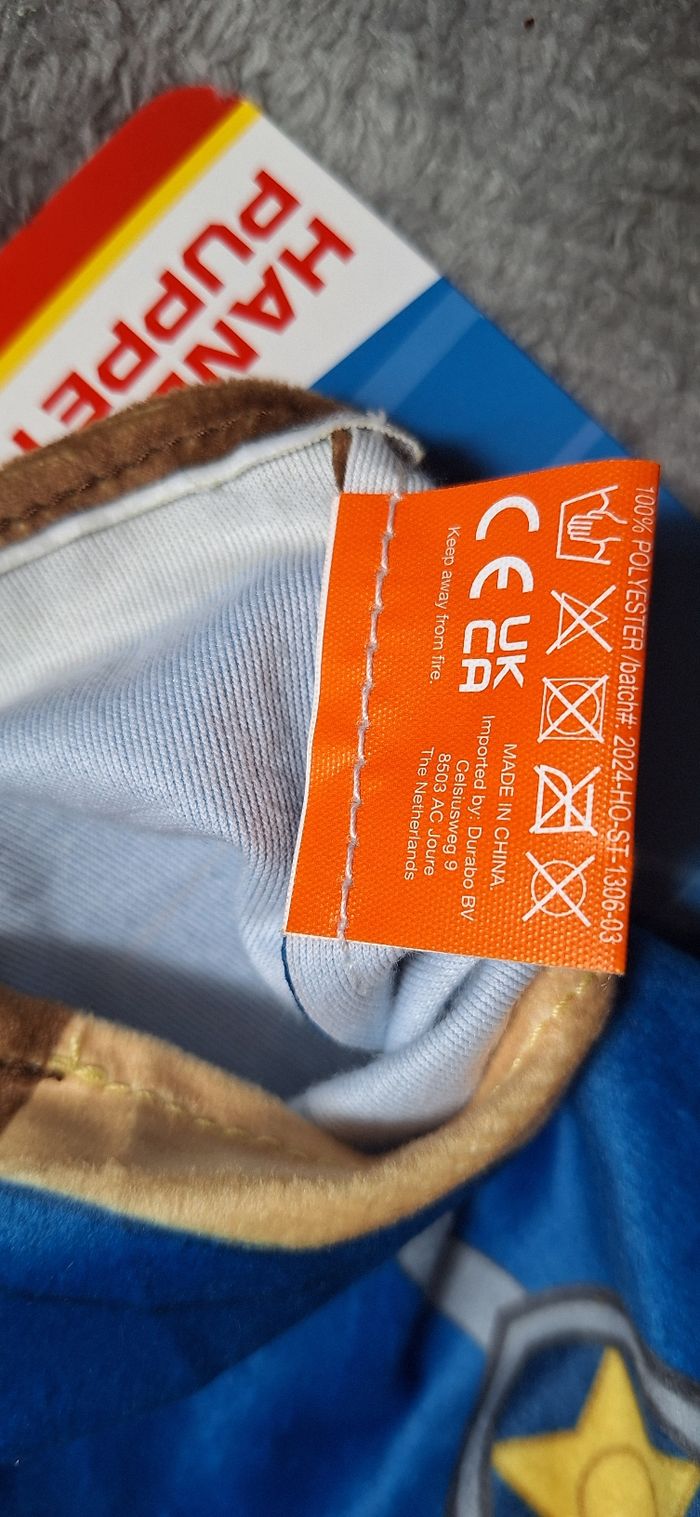 HAND
PUPPET
100% POLYESTER /batch#: 2024-HO-ST-1306-03
CE
UK
CA
Keep away from fire.
MADE IN CHINA
Imported by: Durabo BV
Celsiusweg 9
8503 AC Joure
The Netherlands